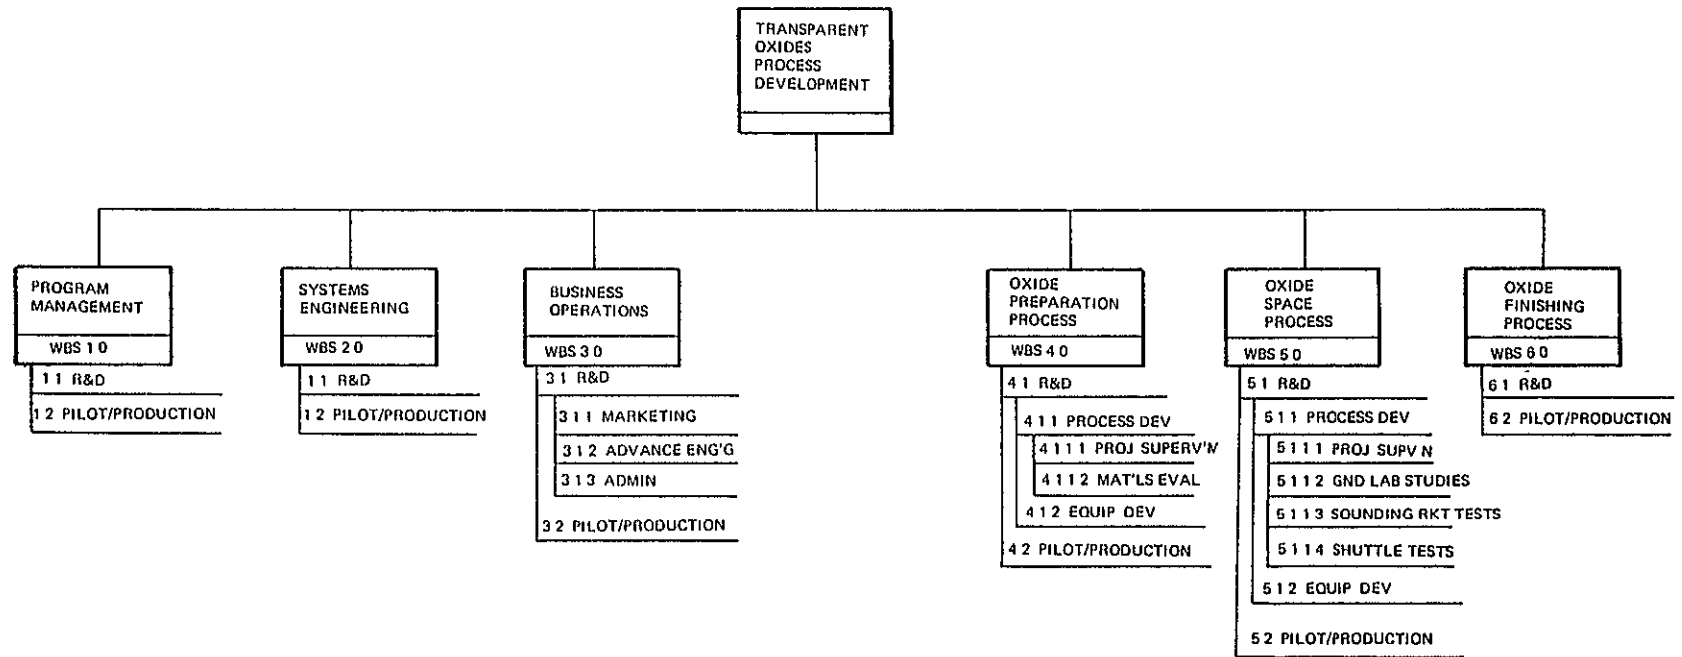 TRANSPARENT
OXIDES
PROCESS
DEVELOPMENT
PROGRAM
MANAGEMENT
WBS 1 0
1 1 R&D
1 2 PILOT/PRODUCTION
SYSTEMS
ENGINEERING
WBS 2 0
1 1 R&D
1 2 PILOT/PRODUCTION
BUSINESS
OPERATIONS
WBS 3 0
3 1 R&D
3 1 1 MARKETING
3 1 2 ADVANCE ENG'G
3 1 3 ADMIN
3 2 PILOT/PRODUCTION
OXIDE
PREPARATION
PROCESS
WBS 4 0
4 1 R&D
4 1 1 PROCESS DEV
4 1 1 1 PROJ SUPERV'N
4 1 1 2 MAT'LS EVAL
4 1 2 EQUIP DEV
4 2 PILOT/PRODUCTION
OXIDE
SPACE
PROCESS
WBS 5 0
5 1 R&D
5 1 1 PROCESS DEV
5 1 1 1 PROJ SUPV N
5 1 1 2 GND LAB STUDIES
5 1 1 3 SOUNDING RKT TESTS
5 1 1 4 SHUTTLE TESTS
5 1 2 EQUIP DEV
5 2 PILOT/PRODUCTION
OXIDE
FINISHING
PROCESS
WBS 6 0
6 1 R&D
6 2 PILOT/PRODUCTION